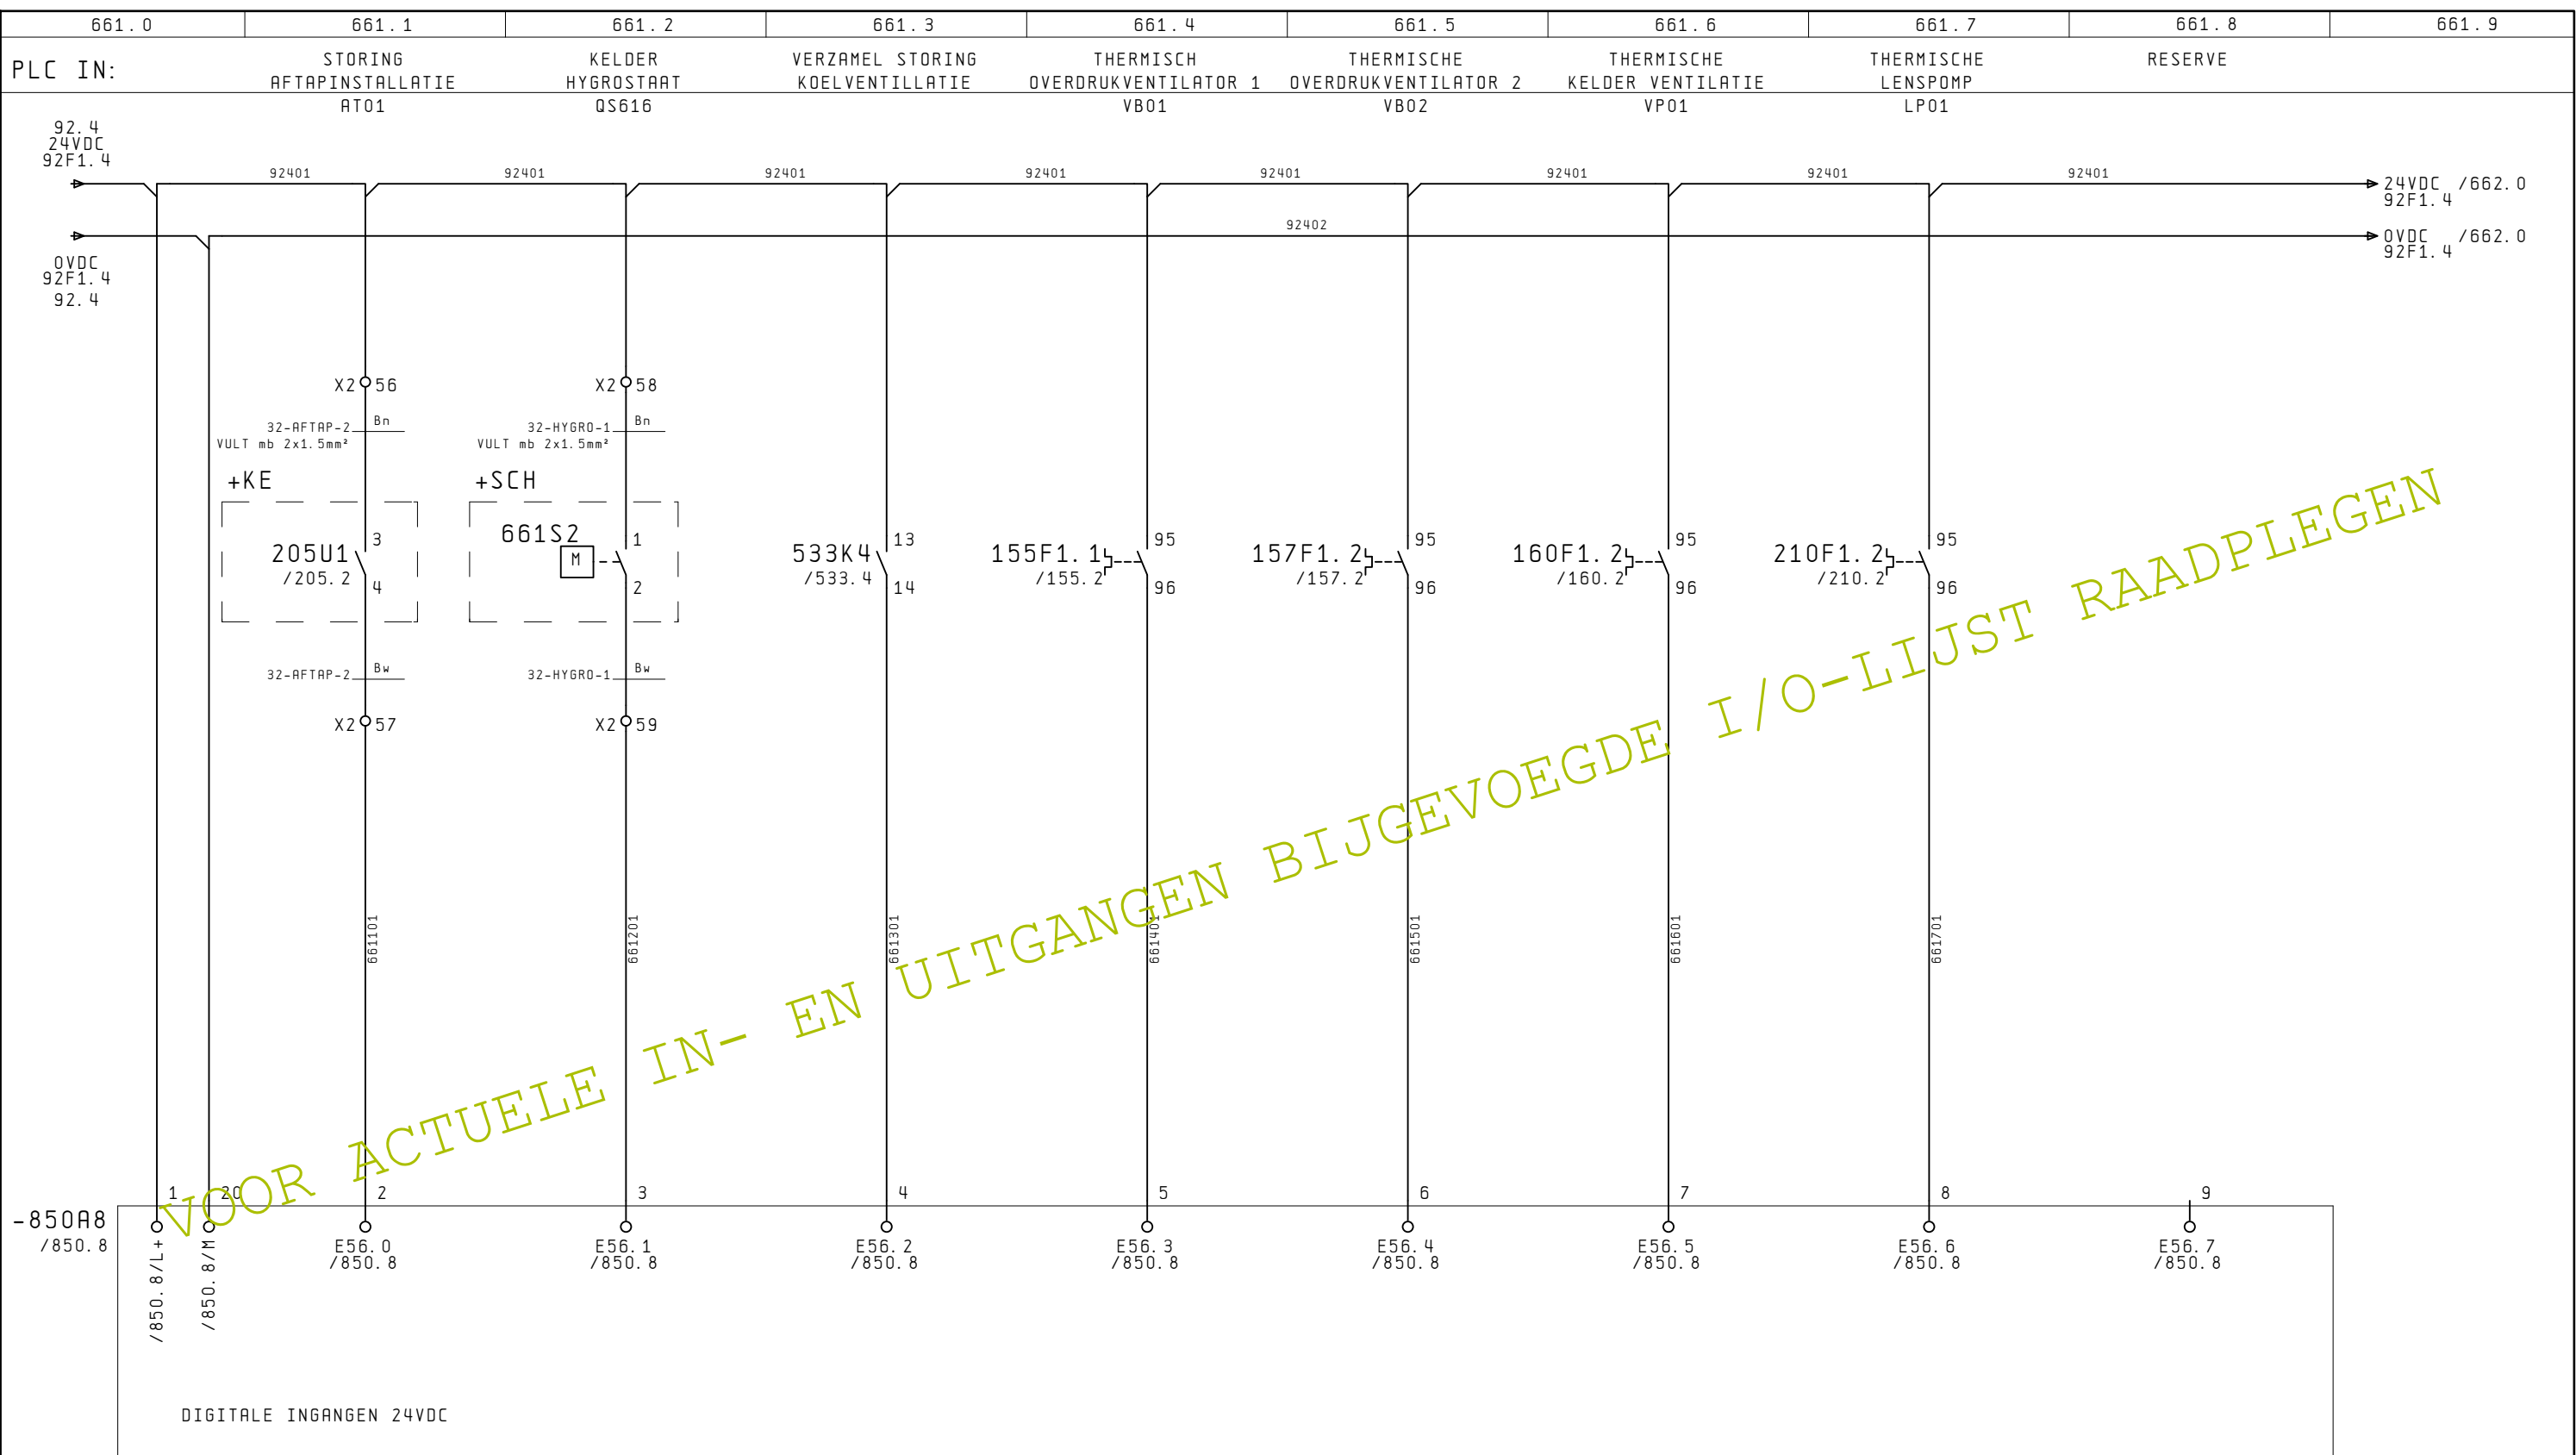 661.0 661.1 661.2 661.3 661.4 661.5 661.6 661.7 661.8 661.9
PLC IN:
STORING
AFTAPINSTALLATIE
AT01
KELDER
HYGROSTAAT
QS616
VERZAMEL STORING
KOELVENTILLATIE
THERMISCH
OVERDRUKVENTILATOR 1
VB01
THERMISCHE
OVERDRUKVENTILATOR 2
VB02
THERMISCHE
KELDER VENTILATIE
VP01
THERMISCHE
LENSPOMP
LP01
RESERVE
92.4
24VDC
92F1.4
92401 92401 92401 92401 92401 92401 92401 92401
24VDC /662.0
92F1.4
92402
0VDC /662.0
92F1.4
0VDC
92F1.4
92.4
X2 56
X2 58
32-AFTAP-2 Bn
VULT mb 2x1.5mm²
32-HYGRO-1 Bn
VULT mb 2x1.5mm²
+KE
+SCH
205U1
/205.2
3
4
661S2
M
1
2
533K4
/533.4
13
14
155F1.1
/155.2
95
96
157F1.2
/157.2
95
96
160F1.2
/160.2
95
96
210F1.2
/210.2
95
96
32-AFTAP-2 Bw
32-HYGRO-1 Bw
X2 57
X2 59
661101 661201 661301 661401 661501 661601 661701
VOOR ACTUELE IN- EN UITGANGEN BIJGEVOEGDE I/O-LIJST RAADPLEGEN
1 20 2 3 4 5 6 7 8 9
-850A8
/850.8
/850.8/L+
/850.8/M
E56.0
/850.8
E56.1
/850.8
E56.2
/850.8
E56.3
/850.8
E56.4
/850.8
E56.5
/850.8
E56.6
/850.8
E56.7
/850.8
DIGITALE INGANGEN 24VDC